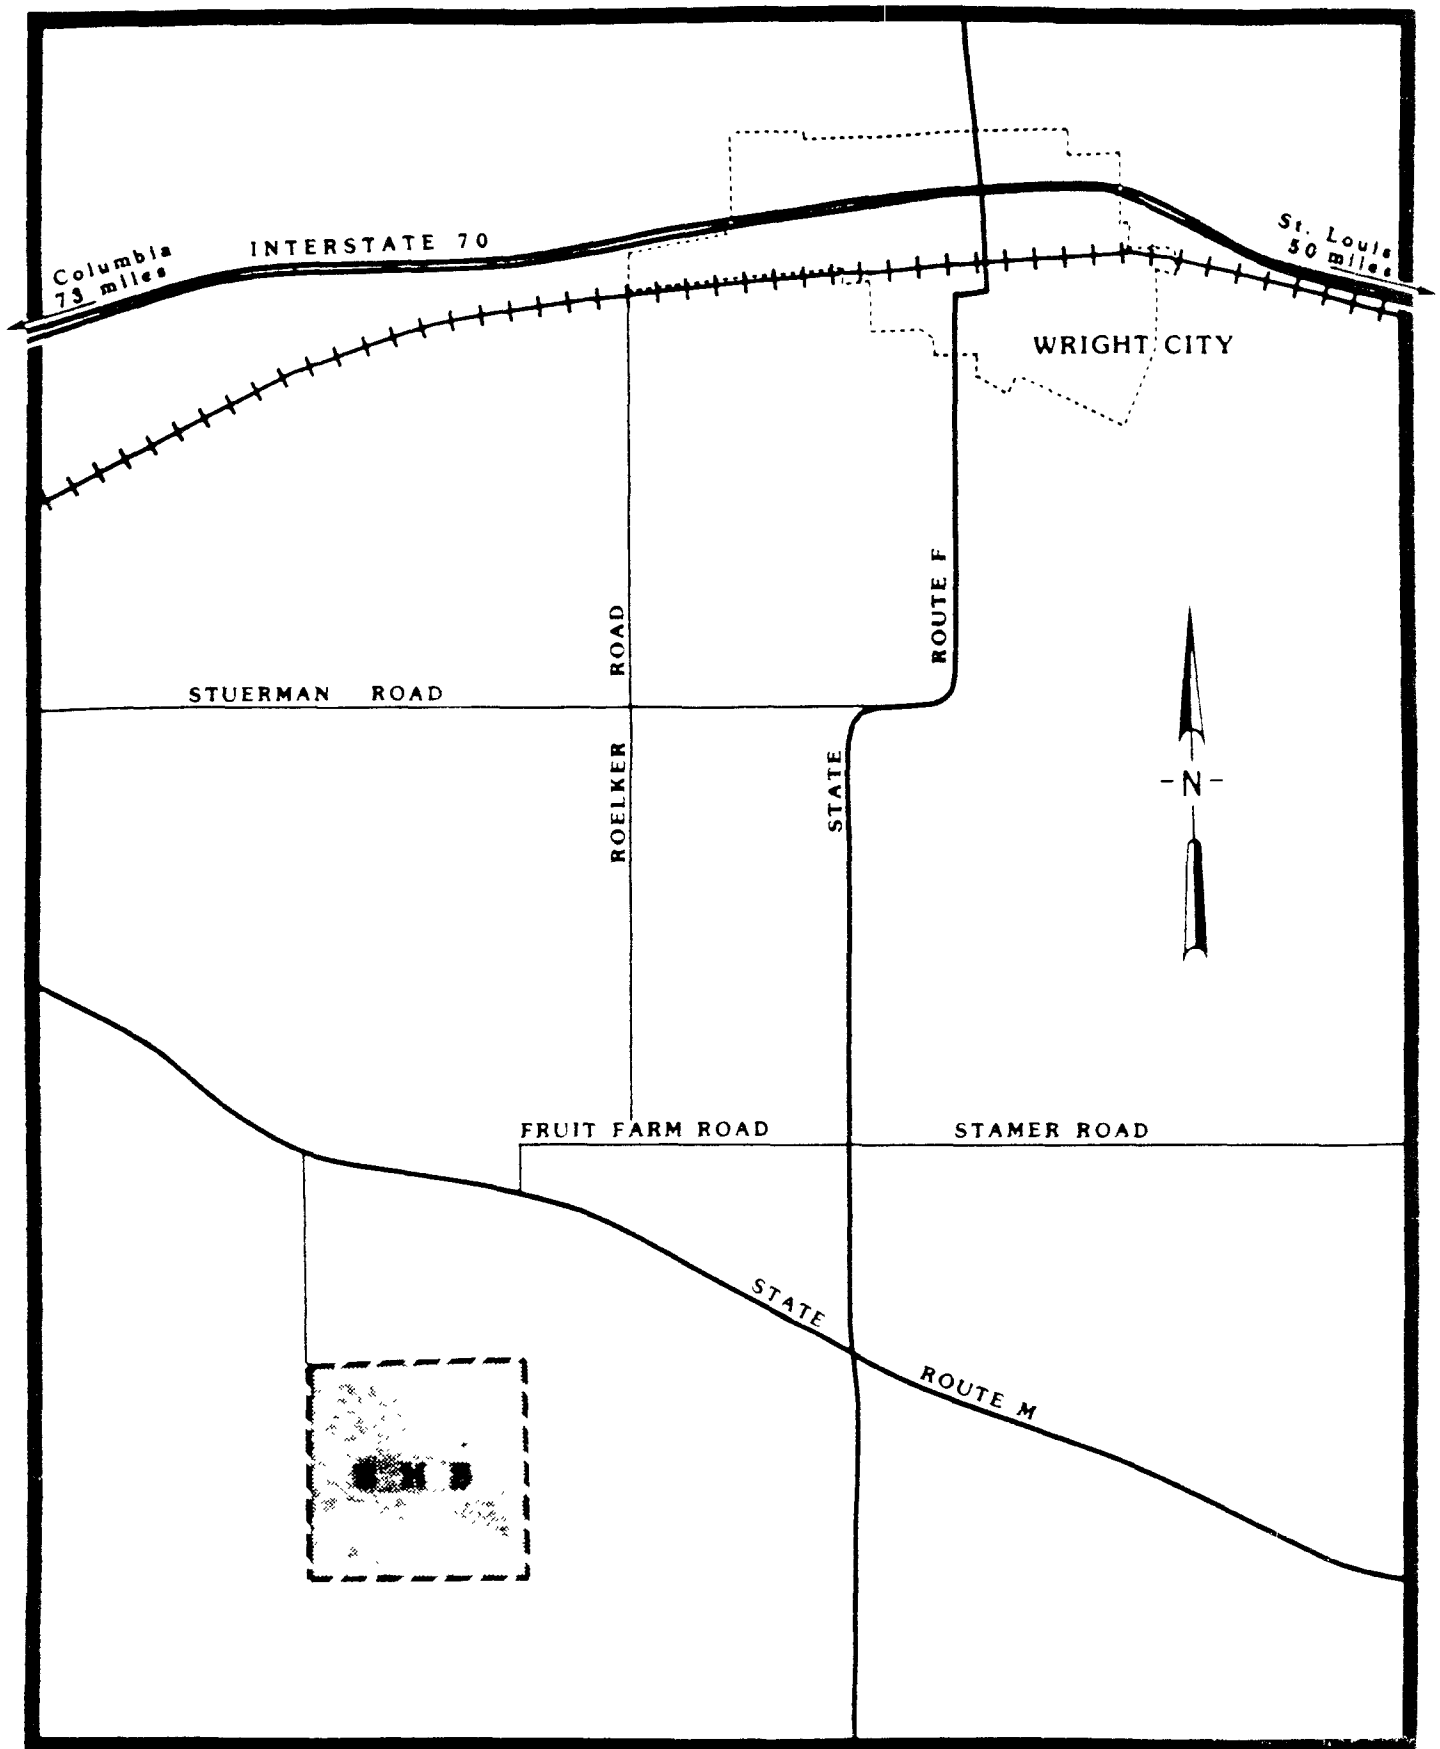 INTERSTATE 70
Columbia
73 miles
St. Louis
50 miles
WRIGHT CITY
ROUTE F
ROAD
STUERMAN ROAD
ROELKER
STATE
-N-
FRUIT FARM ROAD
STAMER ROAD
STATE
ROUTE M